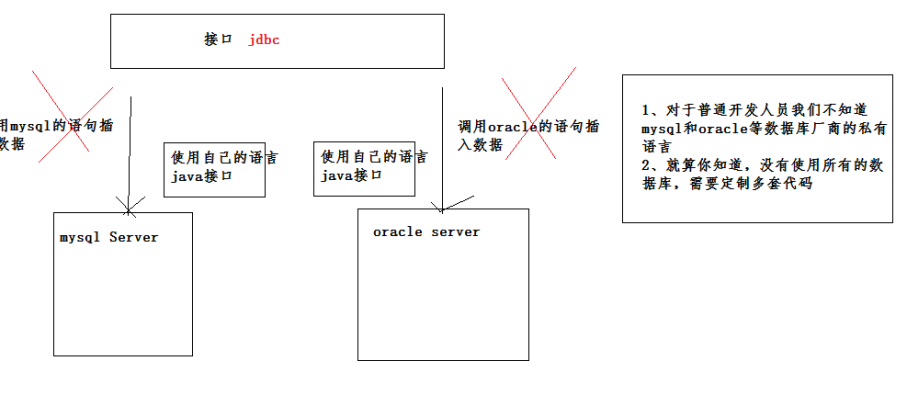 接口 jdbc
用mysql的语句插
数据
使用自己的语言
java接口
使用自己的语言
java接口
调用oracle的语句插
入数据
1、对于普通开发人员我们不知道
mysql和oracle等数据库厂商的私有
语言
2、就算你知道，没有使用所有的数
据库，需要定制多套代码
mysql Server
oracle server